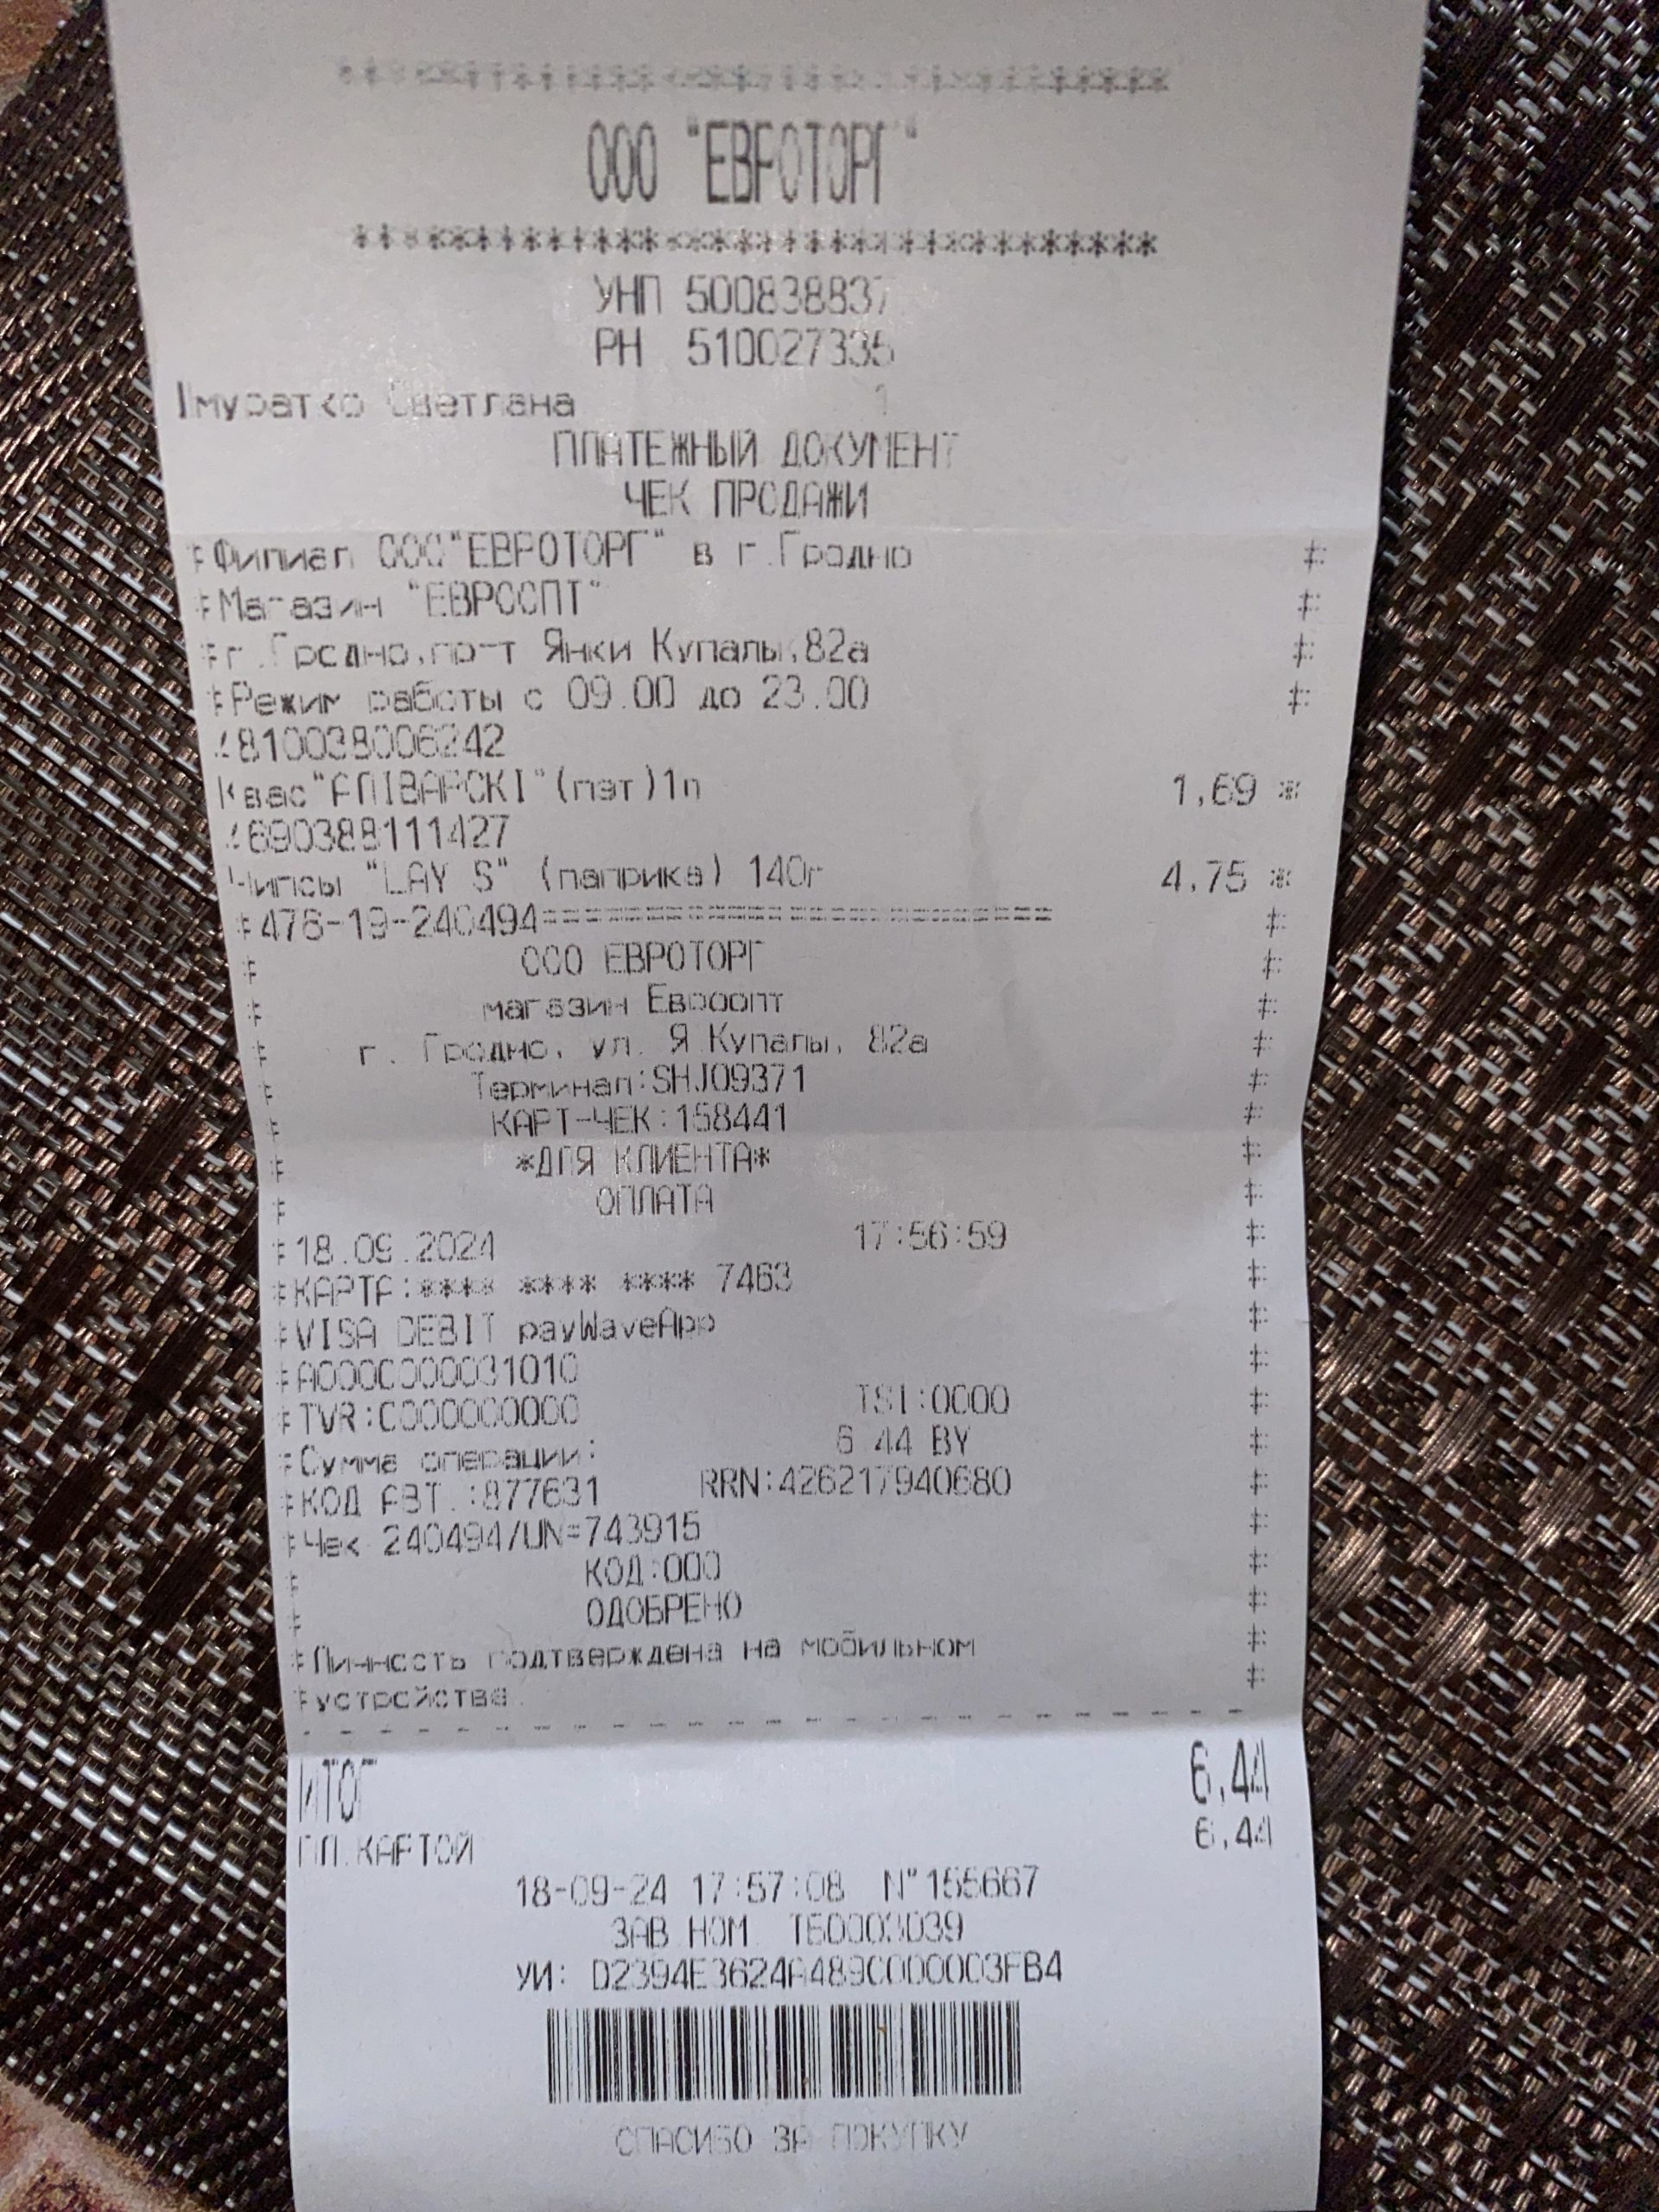 ******************************
ООО "ЕВРОТОРГ"
******************************
УНП 500838837
РН 510027335
Шмуратко Светлана 1
ПЛАТЕЖНЫЙ ДОКУМЕНТ
ЧЕК ПРОДАЖИ
#Филиал ООО"ЕВРОТОРГ" в г.Гродно #
#Магазин "ЕВРООПТ" #
#г.Гродно,пр-т Янки Купалы,82а #
#Режим работы с 09.00 до 23.00 #
4810038006242
Квас"АЛIВАРСКI"(пэт)1л 1,69 *
4690388111427
Чипсы "LAY S" (паприка) 140г 4,75 *
#476-19-240494====================== #
# ООО ЕВРОТОРГ #
# магазин Евроопт #
# г. Гродно, ул. Я.Купалы, 82а #
# Терминал:SHJ09371 #
# КАРТ-ЧЕК:158441 #
# *ДЛЯ КЛИЕНТА* #
# ОПЛАТА #
#18.09.2024 17:56:59 #
#КАРТА:**** **** **** 7463 #
#VISA DEBIT payWaveApp #
#A0000000031010 #
#TVR:0000000000 TSI:0000 #
#Сумма операции: 6.44 BY #
#КОД АВТ.:877631 RRN:426217940680 #
#Чек 240494/UN=743915 #
# КОД:000 #
# ОДОБРЕНО #
#Личность подтверждена на мобильном #
#устройстве. #
- - - - - - - - - - - - - - - - - - - -
ИТОГ 6,44
ПЛ.КАРТОЙ 6,44
18-09-24 17:57:08 N°155667
ЗАВ.НОМ. ТБ0003039
УИ: D2394E3624A489C0D0003FB4
СПАСИБО ЗА ПОКУПКУ